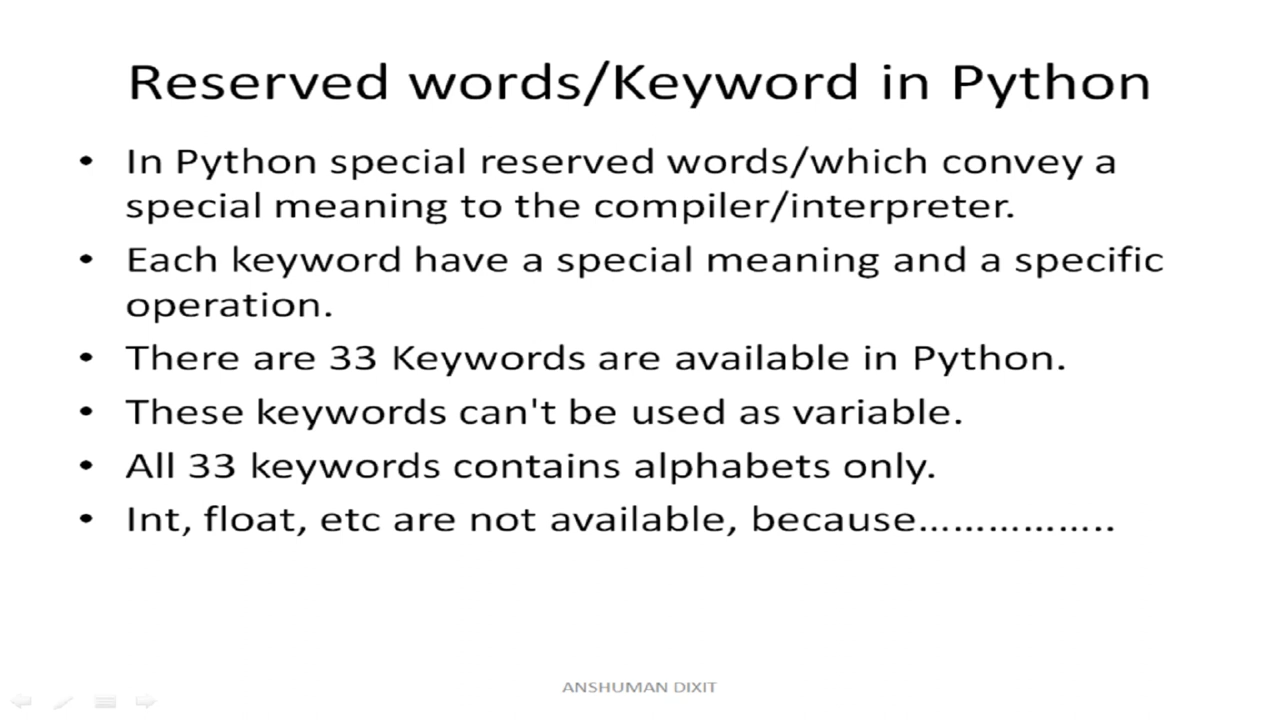 Reserved words/Keyword in Python
• In Python special reserved words/which convey a
special meaning to the compiler/interpreter.
• Each keyword have a special meaning and a specific
operation.
• There are 33 Keywords are available in Python.
• These keywords can't be used as variable.
• All 33 keywords contains alphabets only.
• Int, float, etc are not available, because……………..
ANSHUMAN DIXIT